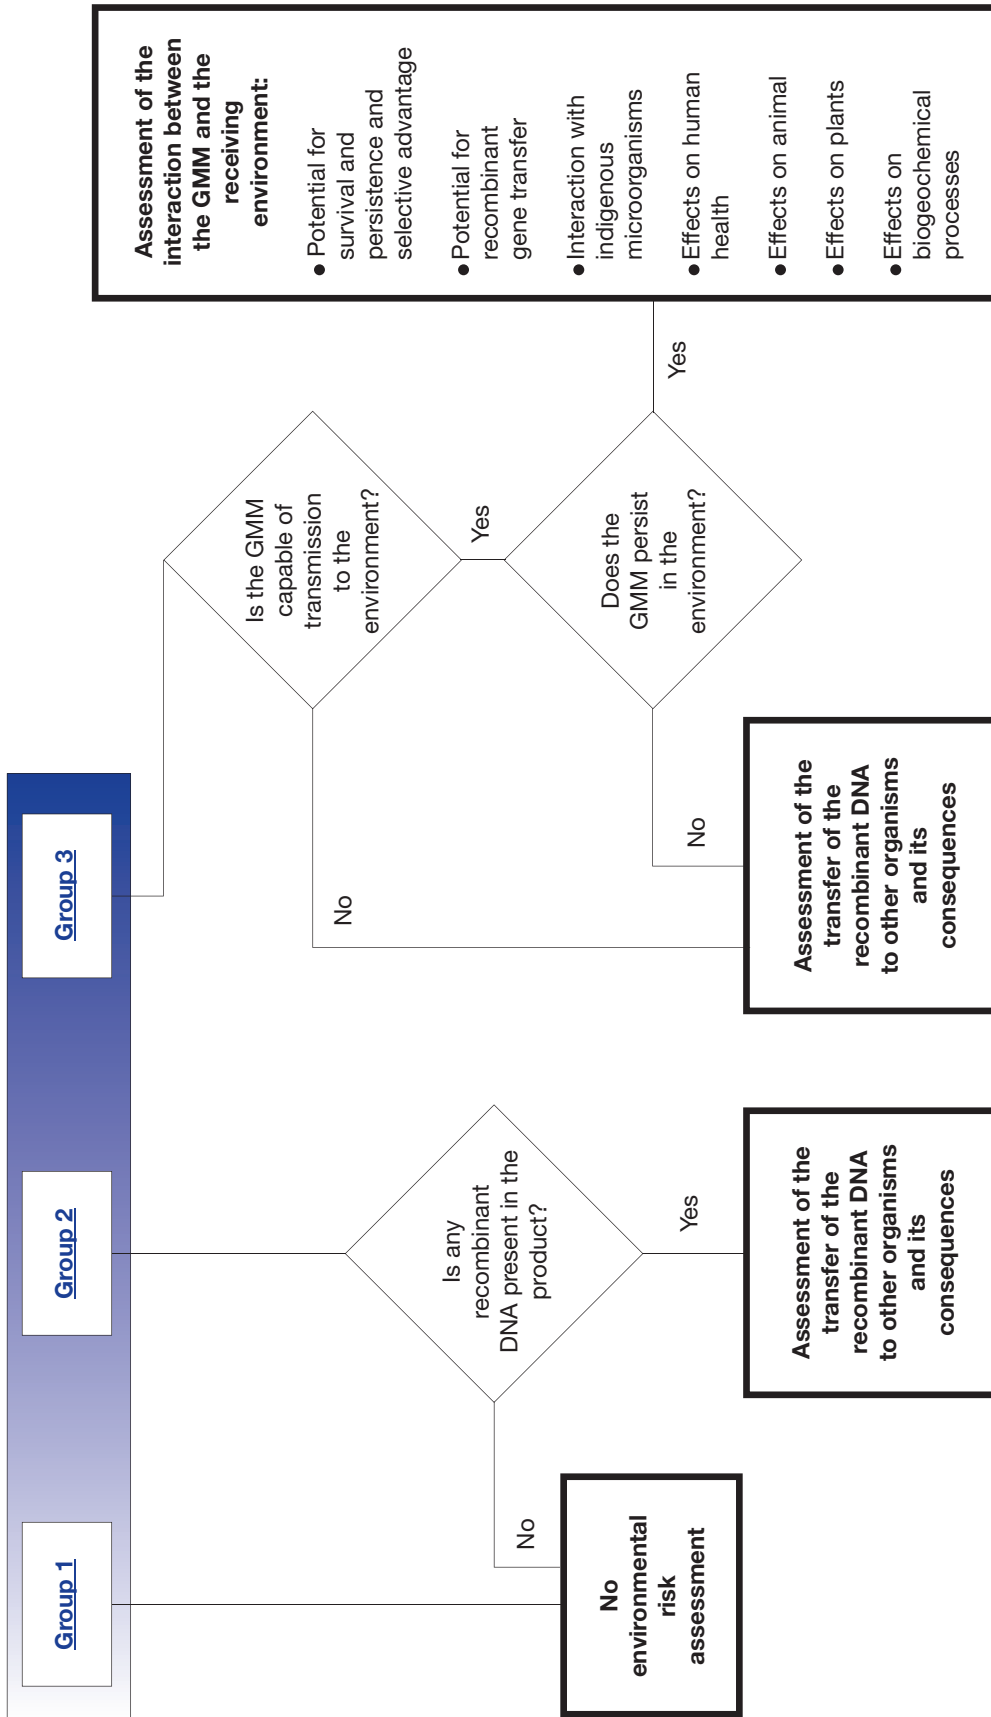 Group 1
Group 2
Group 3
No
environmental
risk
assessment
No
Is any
recombinant
DNA present in the
product?
Yes
Assessment of the
transfer of the
recombinant DNA
to other organisms
and its
consequences
Is the GMM
capable of
transmission
to the
environment?
No
Yes
Does the
GMM persist
in the
environment?
No
Yes
Assessment of the
transfer of the
recombinant DNA
to other organisms
and its
consequences
Assessment of the
interaction between
the GMM and the
receiving
environment:
● Potential for
survival and
persistence and
selective advantage
● Potential for
recombinant
gene transfer
● Interaction with
indigenous
microorganisms
● Effects on human
health
● Effects on animal
● Effects on plants
● Effects on
biogeochemical
processes